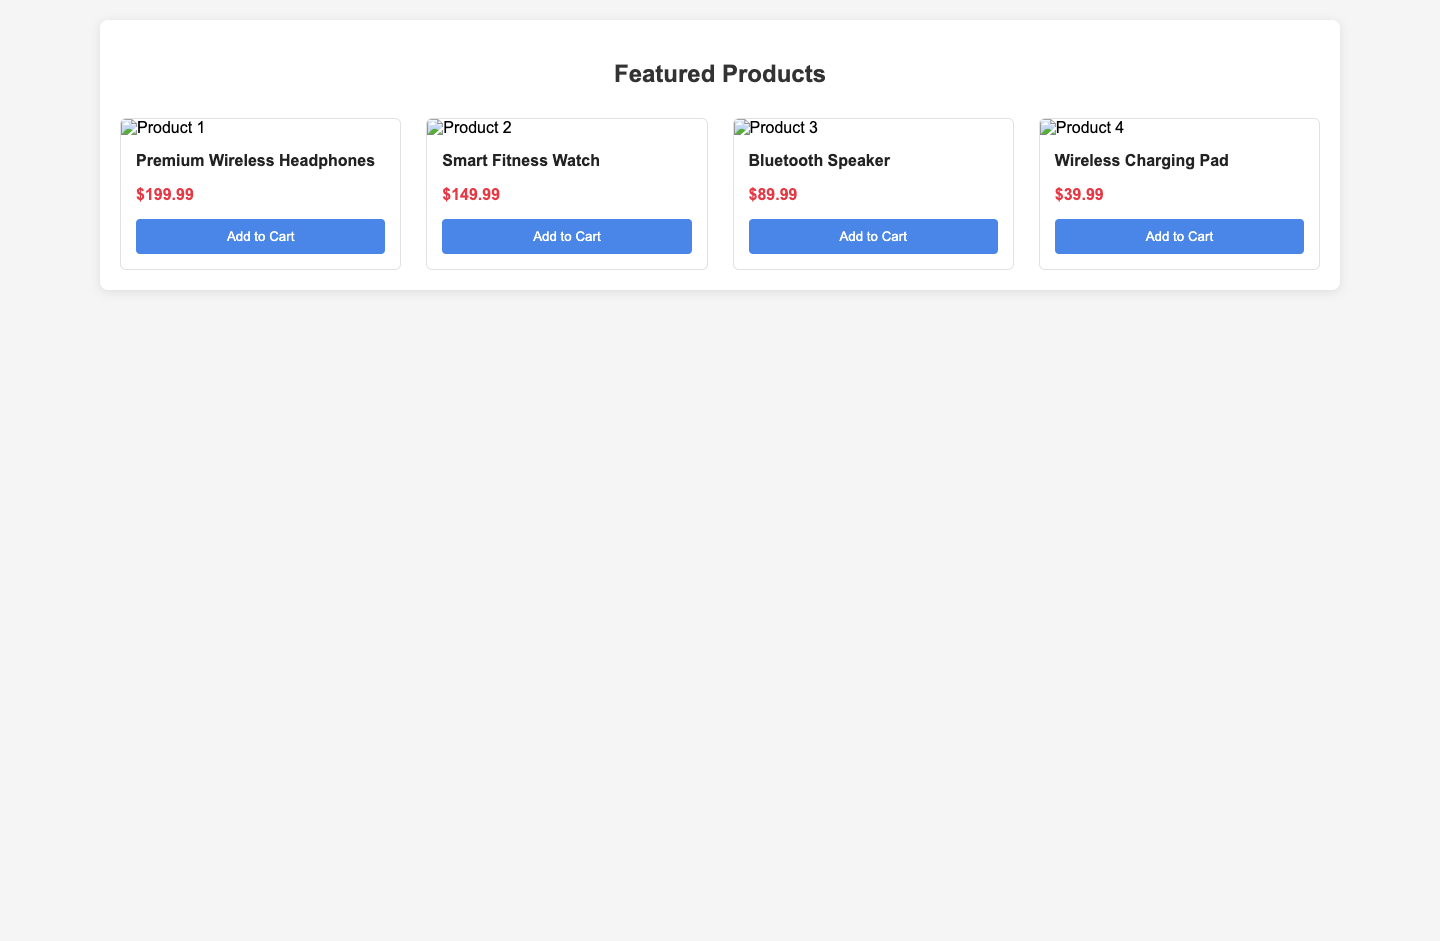 Featured Products
Product 1
Premium Wireless Headphones
$199.99
Add to Cart
Product 2
Smart Fitness Watch
$149.99
Add to Cart
Product 3
Bluetooth Speaker
$89.99
Add to Cart
Product 4
Wireless Charging Pad
$39.99
Add to Cart